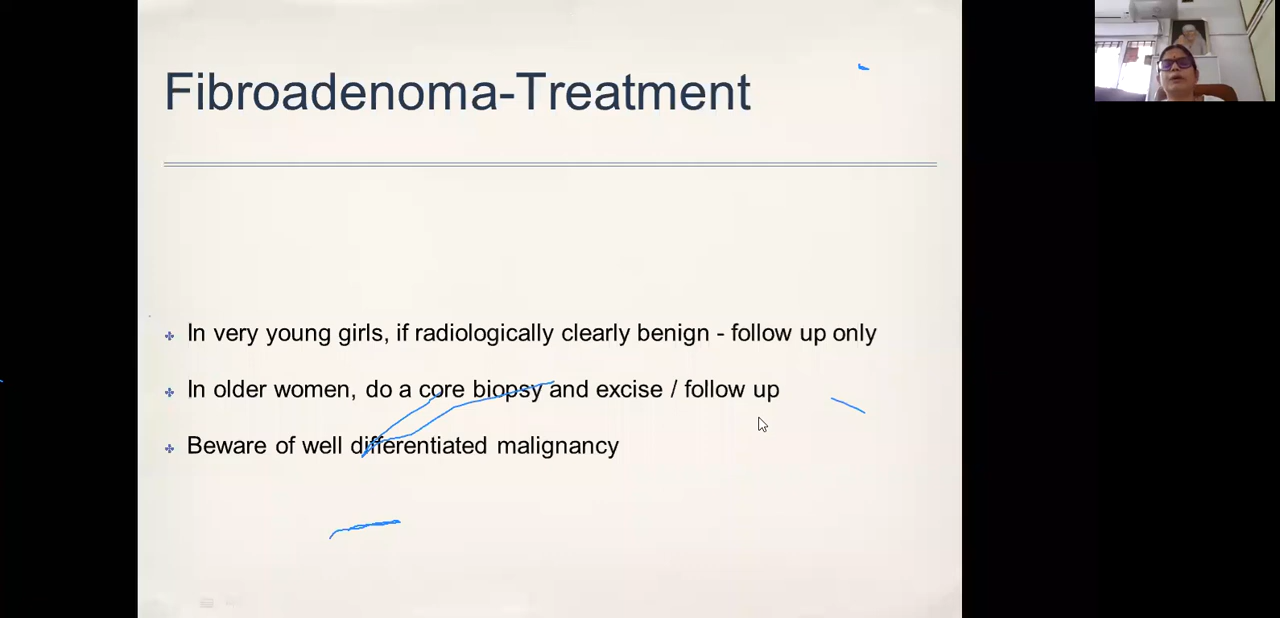 Fibroadenoma-Treatment
In very young girls, if radiologically clearly benign - follow up only
In older women, do a core biopsy and excise / follow up
Beware of well differentiated malignancy